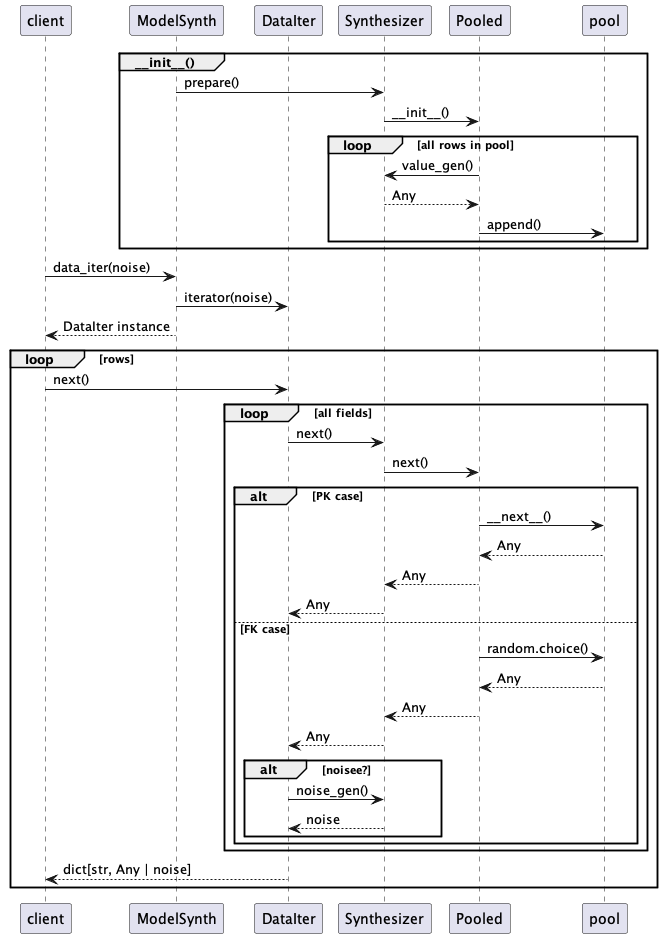 client ModelSynth DataIter Synthesizer Pooled pool
__init__()
prepare()
__init__()
loop [all rows in pool]
value_gen()
Any
append()
data_iter(noise)
iterator(noise)
DataIter instance
loop [rows]
next()
loop [all fields]
next()
next()
alt [PK case]
__next__()
Any
Any
Any
[FK case]
random.choice()
Any
Any
Any
alt [noisee?]
noise_gen()
noise
dict[str, Any | noise]
client ModelSynth DataIter Synthesizer Pooled pool